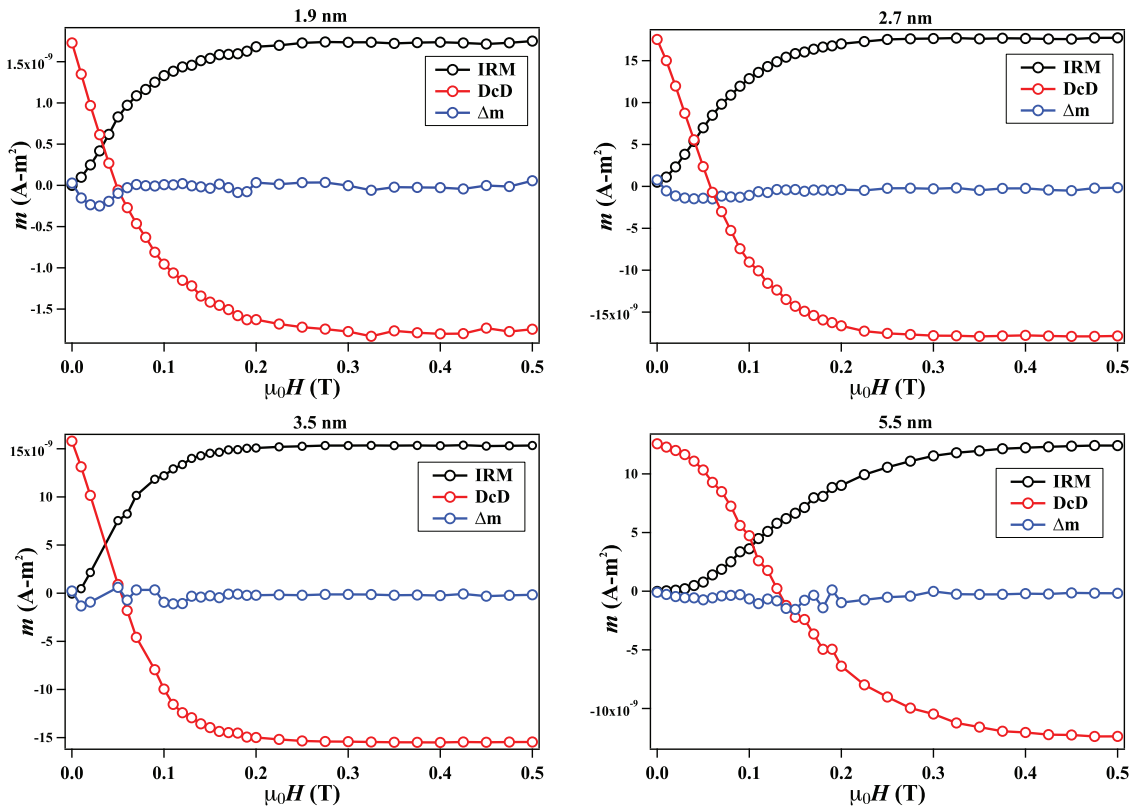 1.9 nm
1.5x10⁻⁹
1.0
0.5
0.0
-0.5
-1.0
-1.5
m (A-m²)
IRM
DcD
Δm
0.0 0.1 0.2 0.3 0.4 0.5
μ₀H (T)
2.7 nm
15
10
5
0
-5
-10
-15x10⁻⁹
m (A-m²)
IRM
DcD
Δm
0.0 0.1 0.2 0.3 0.4 0.5
μ₀H (T)
3.5 nm
15x10⁻⁹
10
5
0
-5
-10
-15
m (A-m²)
IRM
DcD
Δm
0.0 0.1 0.2 0.3 0.4 0.5
μ₀H (T)
5.5 nm
10
5
0
-5
-10x10⁻⁹
m (A-m²)
IRM
DcD
Δm
0.0 0.1 0.2 0.3 0.4 0.5
μ₀H (T)